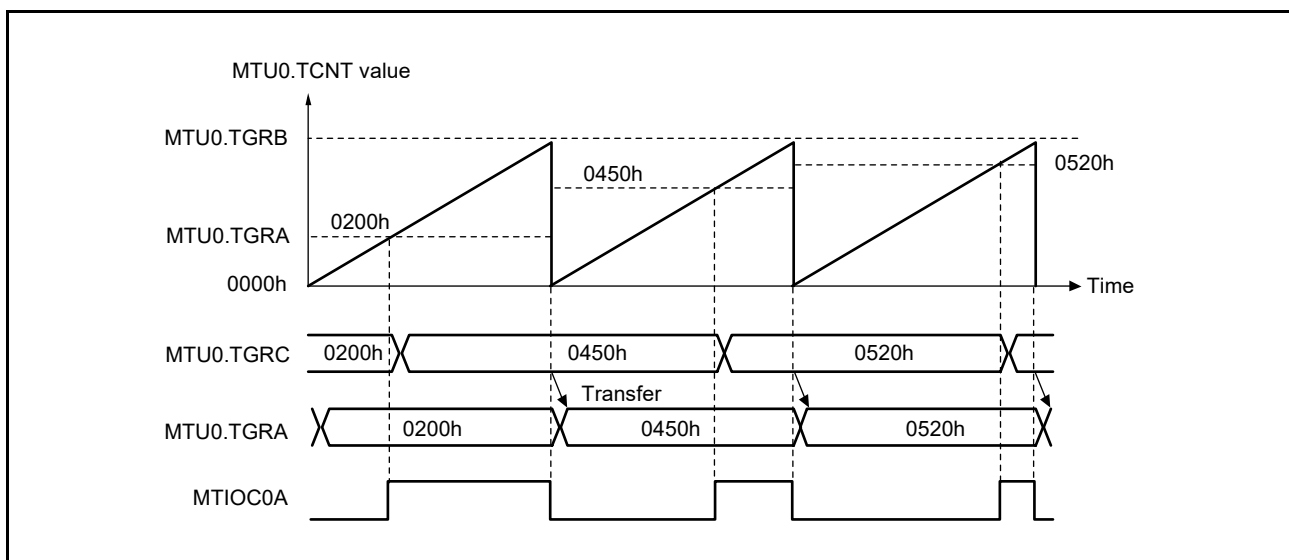 MTU0.TCNT value
MTU0.TGRB
0520h
0450h
0200h
MTU0.TGRA
0000h
Time
MTU0.TGRC 0200h 0450h 0520h
Transfer
MTU0.TGRA 0200h 0450h 0520h
MTIOC0A